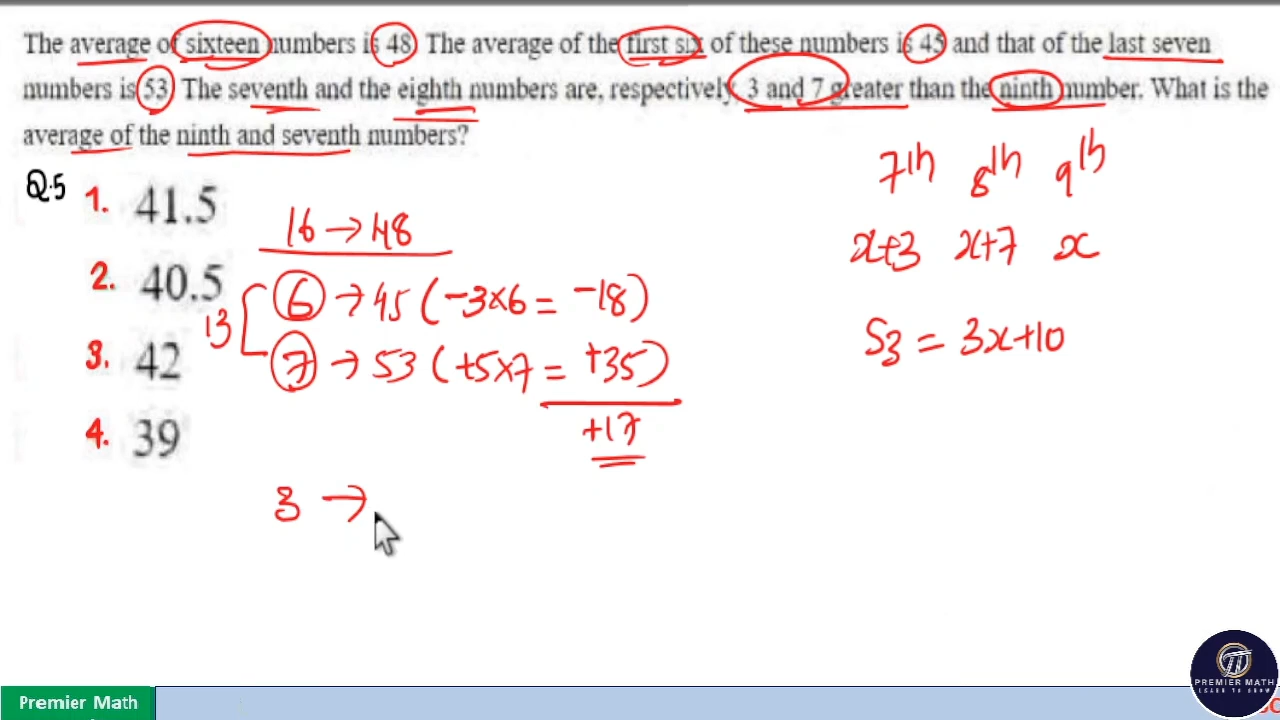 The average of sixteen numbers is 48 The average of the first six of these numbers is 45 and that of the last seven
numbers is 53 The seventh and the eighth numbers are, respectively, 3 and 7 greater than the ninth number. What is the
average of the ninth and seventh numbers?
Q.5
1. 41.5
2. 40.5
3. 42
4. 39
16 → 48
13
6 → 45 (-3×6 = -18)
7 → 53 (+5×7 = +35)
+17
3 →
7th 8th 9th
x+3 x+7 x
S3 = 3x+10
Premier Math
PREMIER MATH
LEARN TO GROW